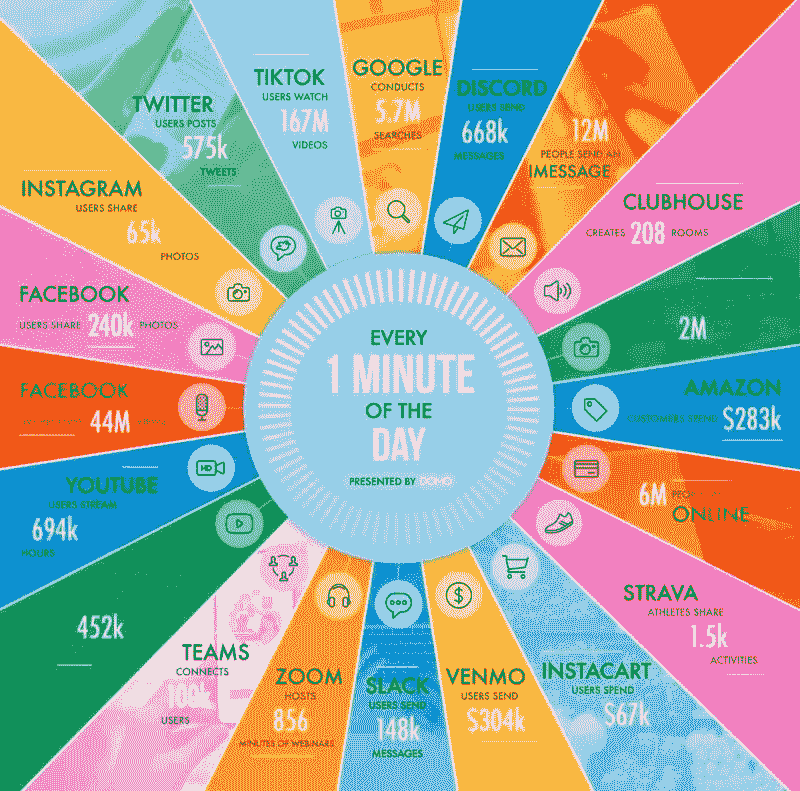 EVERY
1 MINUTE
OF THE
DAY
PRESENTED BY DOMO
GOOGLE
CONDUCTS
5.7M
SEARCHES
DISCORD
USERS SEND
668k
MESSAGES
12M
PEOPLE SEND AN
IMESSAGE
CLUBHOUSE
CREATES 208 ROOMS
2M
AMAZON
CUSTOMERS SPEND $283k
6M
ONLINE
STRAVA
ATHLETES SHARE
1.5k
ACTIVITIES
INSTACART
USERS SPEND
$67k
VENMO
USERS SEND
$304k
SLACK
USERS SEND
148k
MESSAGES
ZOOM
HOSTS
856
MINUTES OF WEBINARS
TEAMS
CONNECTS
100k
USERS
452k
YOUTUBE
USERS STREAM
694k
HOURS
FACEBOOK
44M
FACEBOOK
USERS SHARE 240k PHOTOS
INSTAGRAM
USERS SHARE
65k
PHOTOS
TWITTER
USERS POSTS
575k
TWEETS
TIKTOK
USERS WATCH
167M
VIDEOS
HD